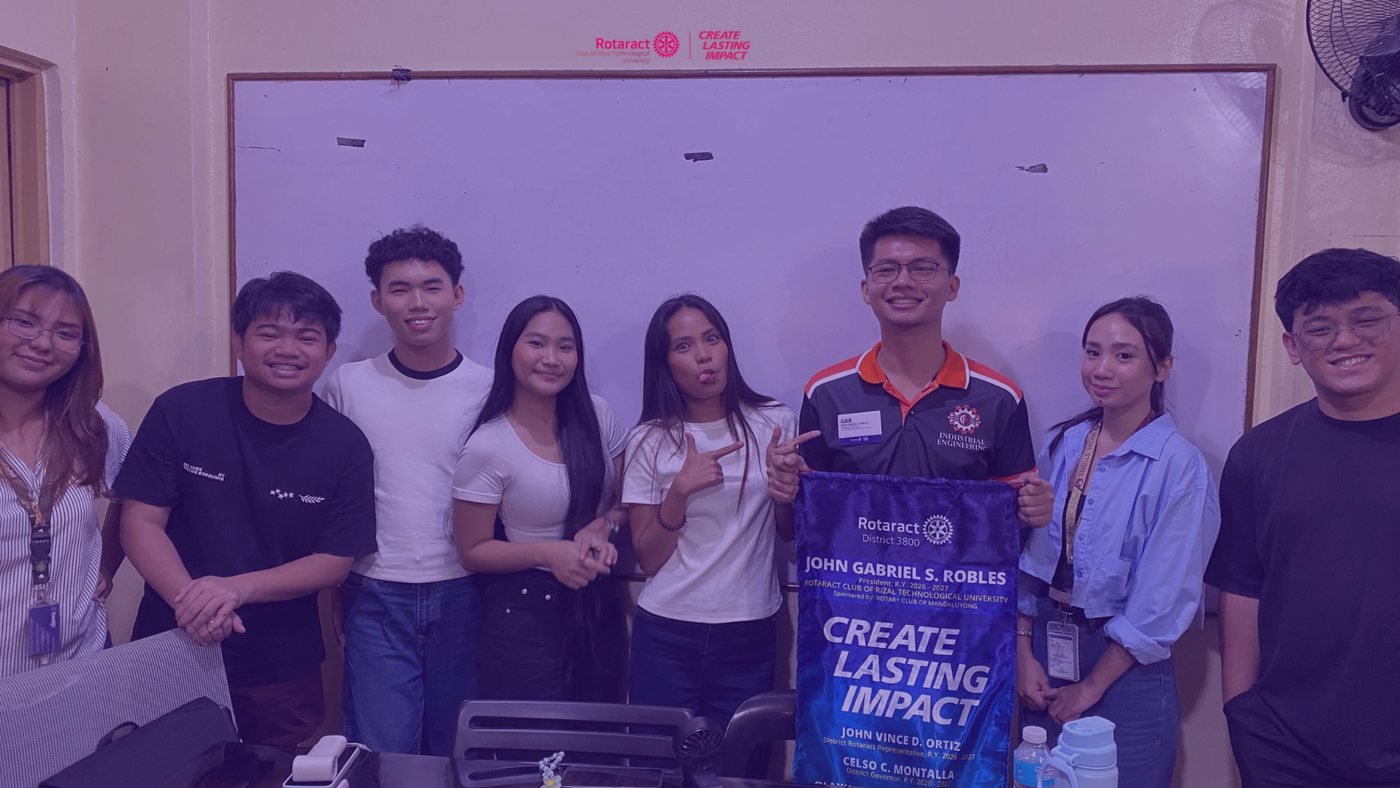 Rotaract
Club of Rizal Technological
University
CREATE
LASTING
IMPACT
GAB
INDUSTRIAL
ENGINEERING
Rotaract
District 3800
JOHN GABRIEL S. ROBLES
President, R.Y. 2026 - 2027
ROTARACT CLUB OF RIZAL TECHNOLOGICAL UNIVERSITY
Sponsored by: ROTARY CLUB OF MANDALUYONG
CREATE
LASTING
IMPACT
JOHN VINCE D. ORTIZ
District Rotaract Representative, R.Y. 2026 - 2027
CELSO C. MONTALLA
District Governor, R.Y. 2026 - 2027